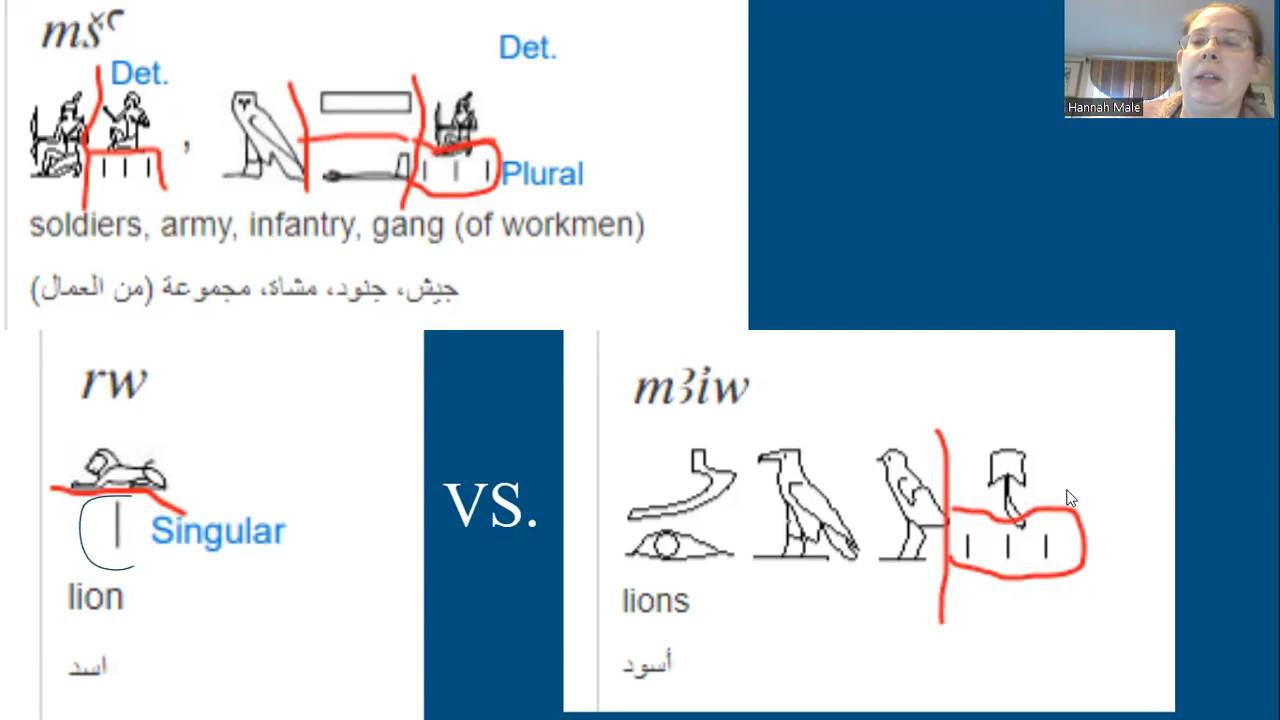 mšꜥ
Det.
Det.
,
Plural
soldiers, army, infantry, gang (of workmen)
جيش، جنود، مشاة، مجموعة (من العمال)
Hannah Male
rw
Singular
lion
اسد
VS.
mꜣiw
lions
أسود